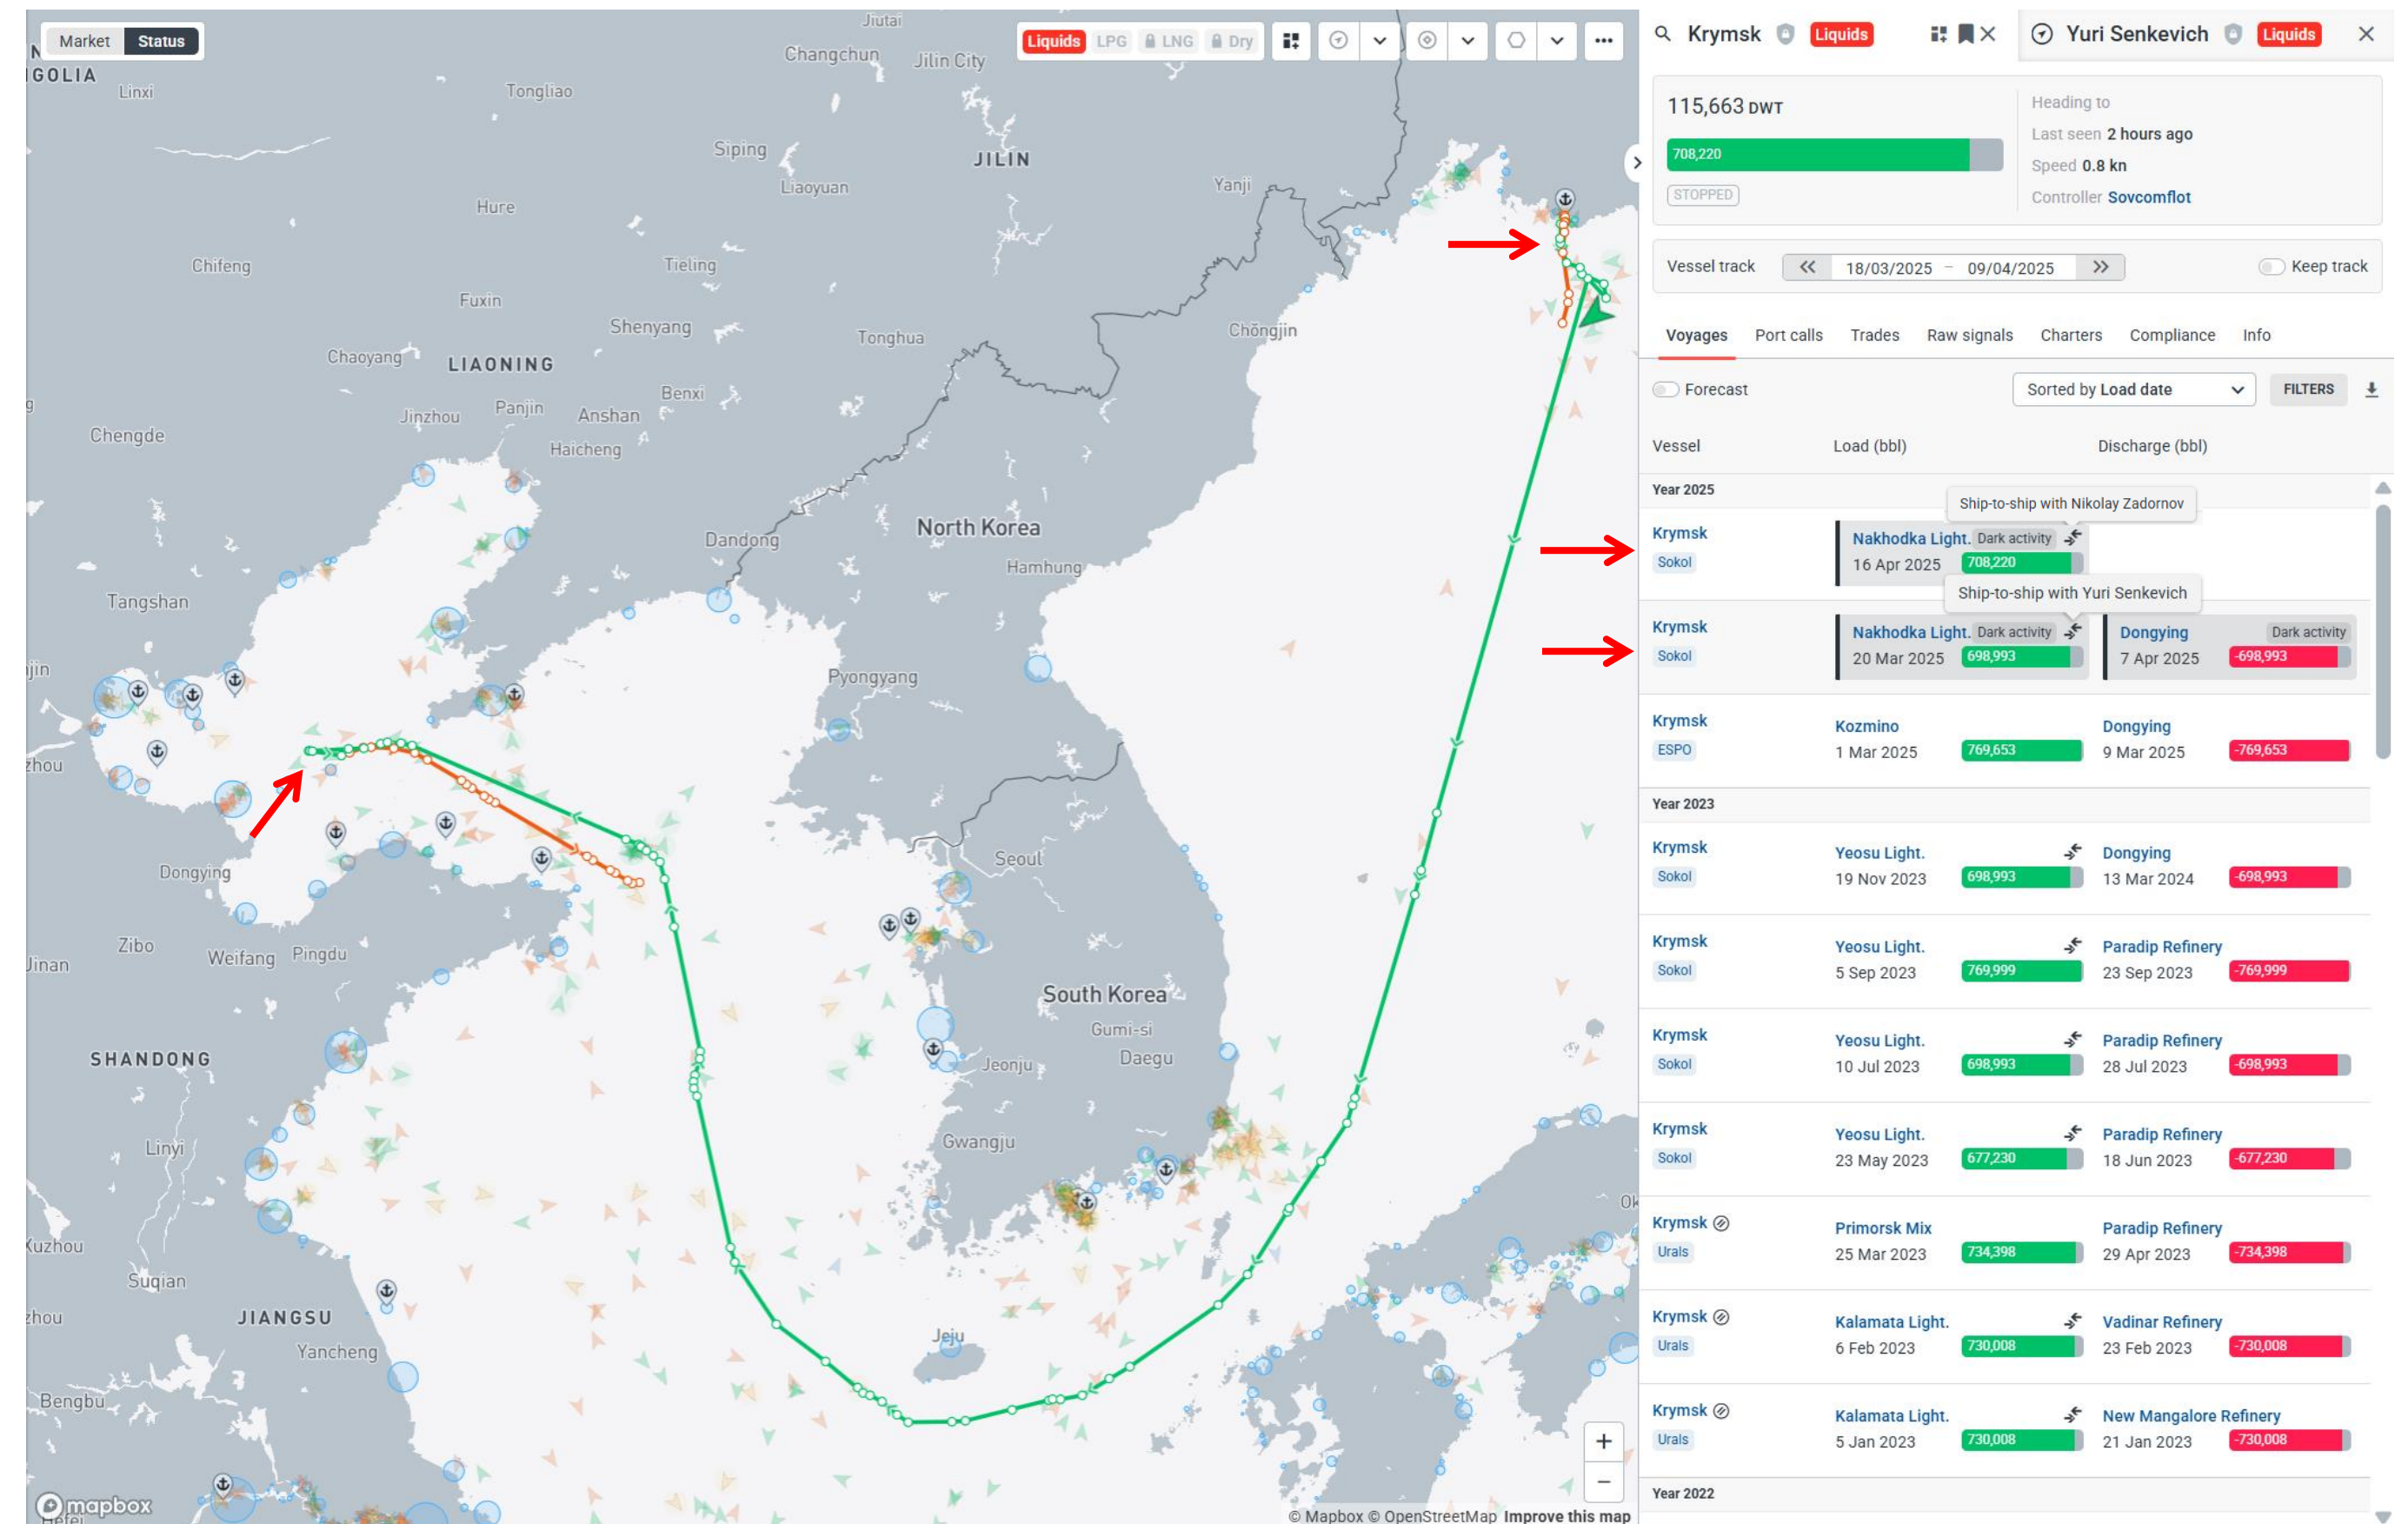 Market Status
Liquids LPG LNG Dry
GOLIA
Linxi
Jiutai
Changchun
Jilin City
Tongliao
Siping
JILIN
Liaoyuan
Yanji
Hure
Chifeng
Tieling
Fuxin
Shenyang
Tonghua
Chŏngjin
Chaoyang
LIAONING
Benxi
Jinzhou
Panjin
Anshan
Haicheng
Chengde
North Korea
Dandong
Hamhung
Tangshan
jin
Pyongyang
zhou
Seoul
Dongying
Zibo
Weifang
Pingdu
Jinan
South Korea
Gumi-si
SHANDONG
Jeonju
Daegu
Gwangju
Linyi
Ok
Xuzhou
Suqian
zhou
JIANGSU
Yancheng
Jeju
Bengbu
Hefei
mapbox
© Mapbox © OpenStreetMap Improve this map
Krymsk Liquids
Yuri Senkevich Liquids
115,663 DWT
708,220
STOPPED
Heading to
Last seen 2 hours ago
Speed 0.8 kn
Controller Sovcomflot
Vessel track 18/03/2025 – 09/04/2025 Keep track
Voyages Port calls Trades Raw signals Charters Compliance Info
Forecast Sorted by Load date FILTERS
Vessel Load (bbl) Discharge (bbl)
Year 2025
Ship-to-ship with Nikolay Zadornov
Krymsk Nakhodka Light. Dark activity
Sokol 16 Apr 2025 708,220
Ship-to-ship with Yuri Senkevich
Krymsk Nakhodka Light. Dark activity Dongying Dark activity
Sokol 20 Mar 2025 698,993 7 Apr 2025 -698,993
Krymsk Kozmino Dongying
ESPO 1 Mar 2025 769,653 9 Mar 2025 -769,653
Year 2023
Krymsk Yeosu Light. Dongying
Sokol 19 Nov 2023 698,993 13 Mar 2024 -698,993
Krymsk Yeosu Light. Paradip Refinery
Sokol 5 Sep 2023 769,999 23 Sep 2023 -769,999
Krymsk Yeosu Light. Paradip Refinery
Sokol 10 Jul 2023 698,993 28 Jul 2023 -698,993
Krymsk Yeosu Light. Paradip Refinery
Sokol 23 May 2023 677,230 18 Jun 2023 -677,230
Krymsk Primorsk Mix Paradip Refinery
Urals 25 Mar 2023 734,398 29 Apr 2023 -734,398
Krymsk Kalamata Light. Vadinar Refinery
Urals 6 Feb 2023 730,008 23 Feb 2023 -730,008
Krymsk Kalamata Light. New Mangalore Refinery
Urals 5 Jan 2023 730,008 21 Jan 2023 -730,008
Year 2022